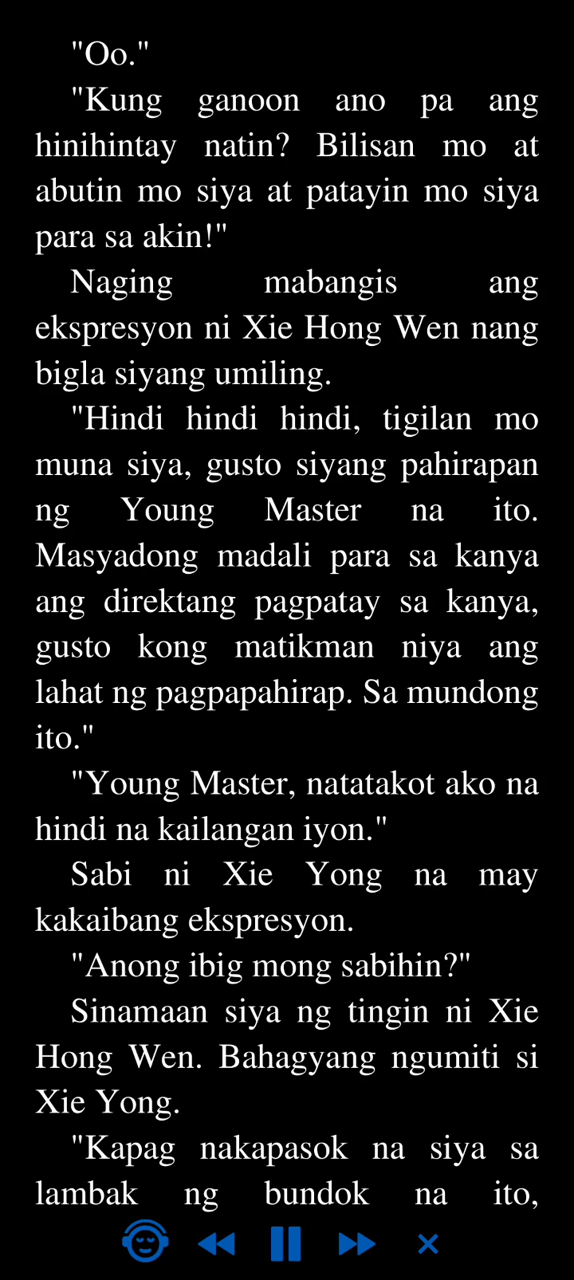 "Oo."
"Kung ganoon ano pa ang
hinihintay natin? Bilisan mo at
abutin mo siya at patayin mo siya
para sa akin!"
Naging mabangis ang
ekspresyon ni Xie Hong Wen nang
bigla siyang umiling.
"Hindi hindi hindi, tigilan mo
muna siya, gusto siyang pahirapan
ng Young Master na ito.
Masyadong madali para sa kanya
ang direktang pagpatay sa kanya,
gusto kong matikman niya ang
lahat ng pagpapahirap. Sa mundong
ito."
"Young Master, natatakot ako na
hindi na kailangan iyon."
Sabi ni Xie Yong na may
kakaibang ekspresyon.
"Anong ibig mong sabihin?"
Sinamaan siya ng tingin ni Xie
Hong Wen. Bahagyang ngumiti si
Xie Yong.
"Kapag nakapasok na siya sa
lambak ng bundok na ito,